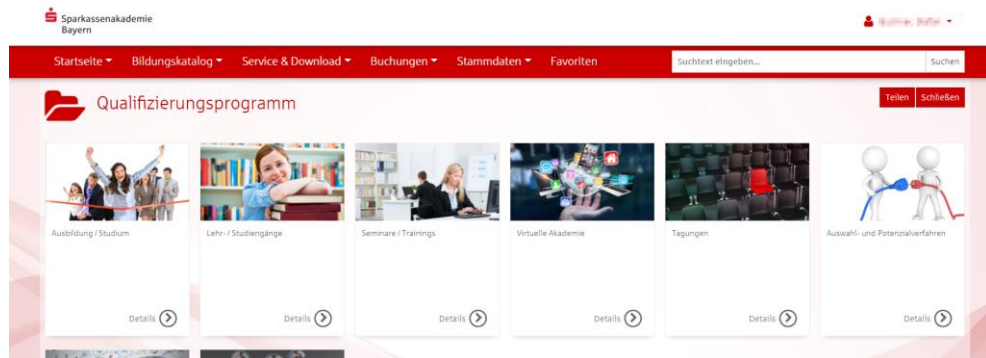 Sparkassenakademie
Bayern
Startseite Bildungskatalog Service & Download Buchungen Stammdaten Favoriten Suchtext eingeben... Suchen
Qualifizierungsprogramm Teilen Schließen
Ausbildung / Studium Lehr- / Studiengänge Seminare / Trainings Virtuelle Akademie Tagungen Auswahl- und Potenzialverfahren
Details Details Details Details Details Details